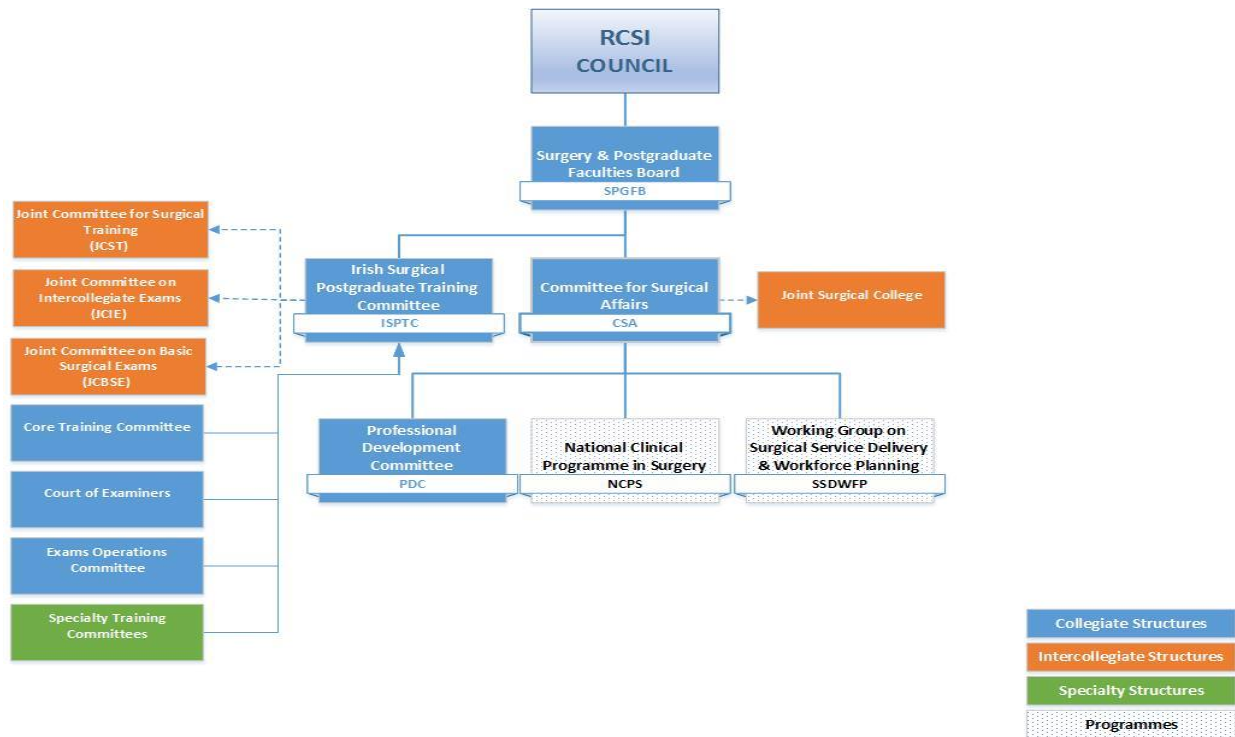 RCSI
COUNCIL
Surgery & Postgraduate
Faculties Board
SPGFB
Joint Committee for Surgical
Training
(JCST)
Joint Committee on
Intercollegiate Exams
(JCIE)
Joint Committee on Basic
Surgical Exams
(JCBSE)
Irish Surgical
Postgraduate Training
Committee
ISPTC
Committee for Surgical
Affairs
CSA
Joint Surgical College
Core Training Committee
Court of Examiners
Exams Operations
Committee
Specialty Training
Committees
Professional
Development
Committee
PDC
National Clinical
Programme in Surgery
NCPS
Working Group on
Surgical Service Delivery
& Workforce Planning
SSDWFP
Collegiate Structures
Intercollegiate Structures
Specialty Structures
Programmes